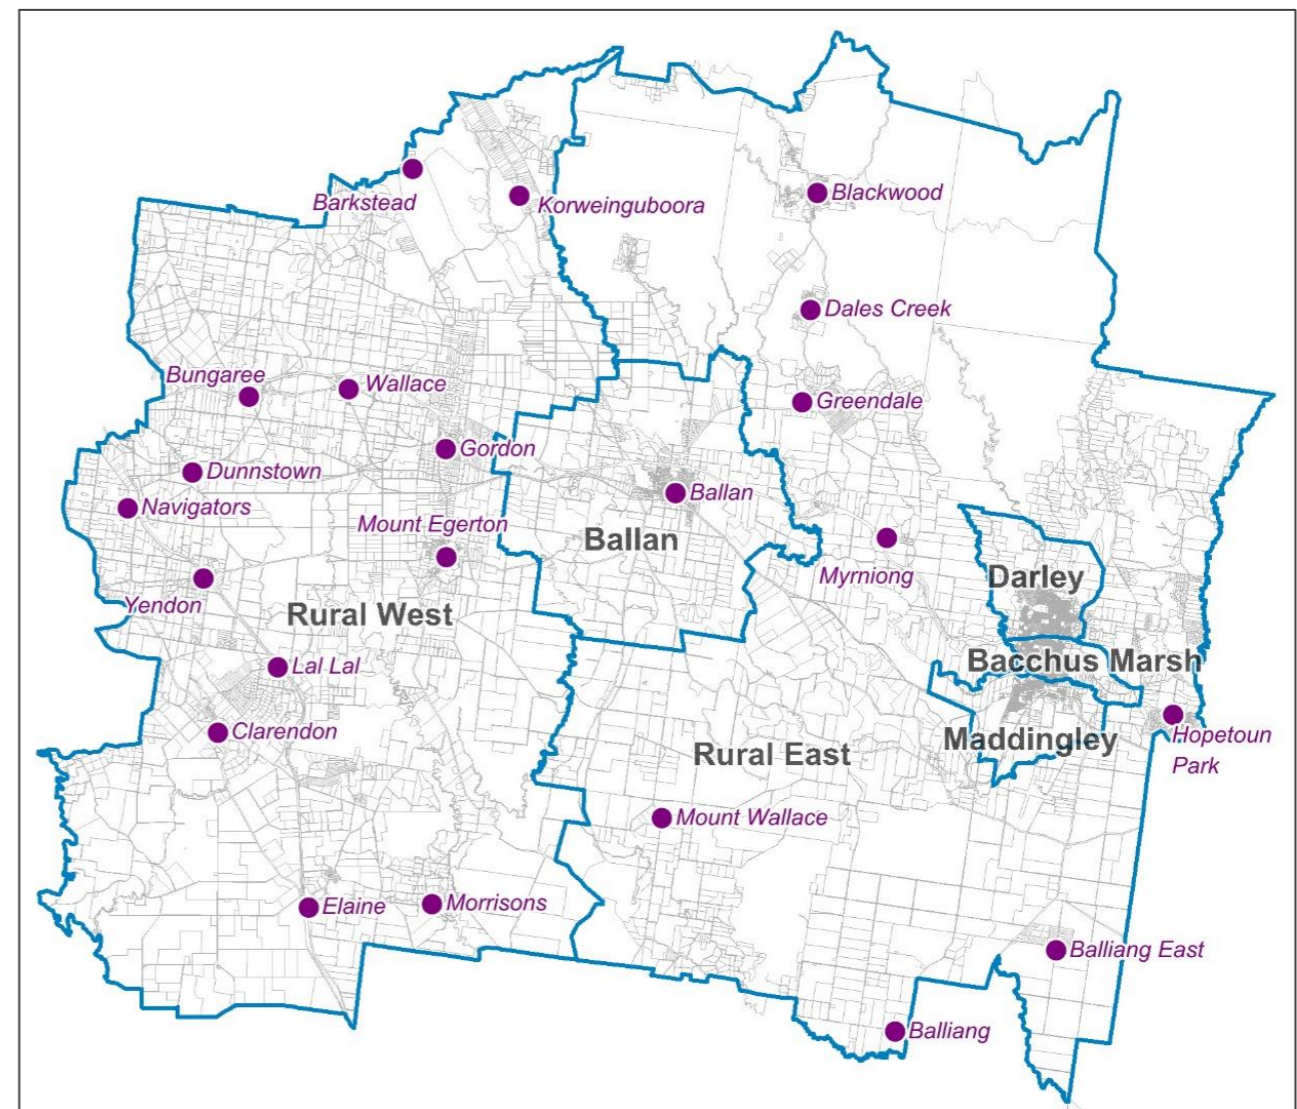 Blackwood
Barkstead
Korweinguboora
Dales Creek
Bungaree
Wallace
Greendale
Gordon
Dunnstown
Ballan
Navigators
Mount Egerton
Ballan
Myrniong
Darley
Yendon
Rural West
Lal Lal
Bacchus Marsh
Clarendon
Rural East
Maddingley
Hopetoun
Park
Mount Wallace
Elaine
Morrisons
Balliang East
Balliang